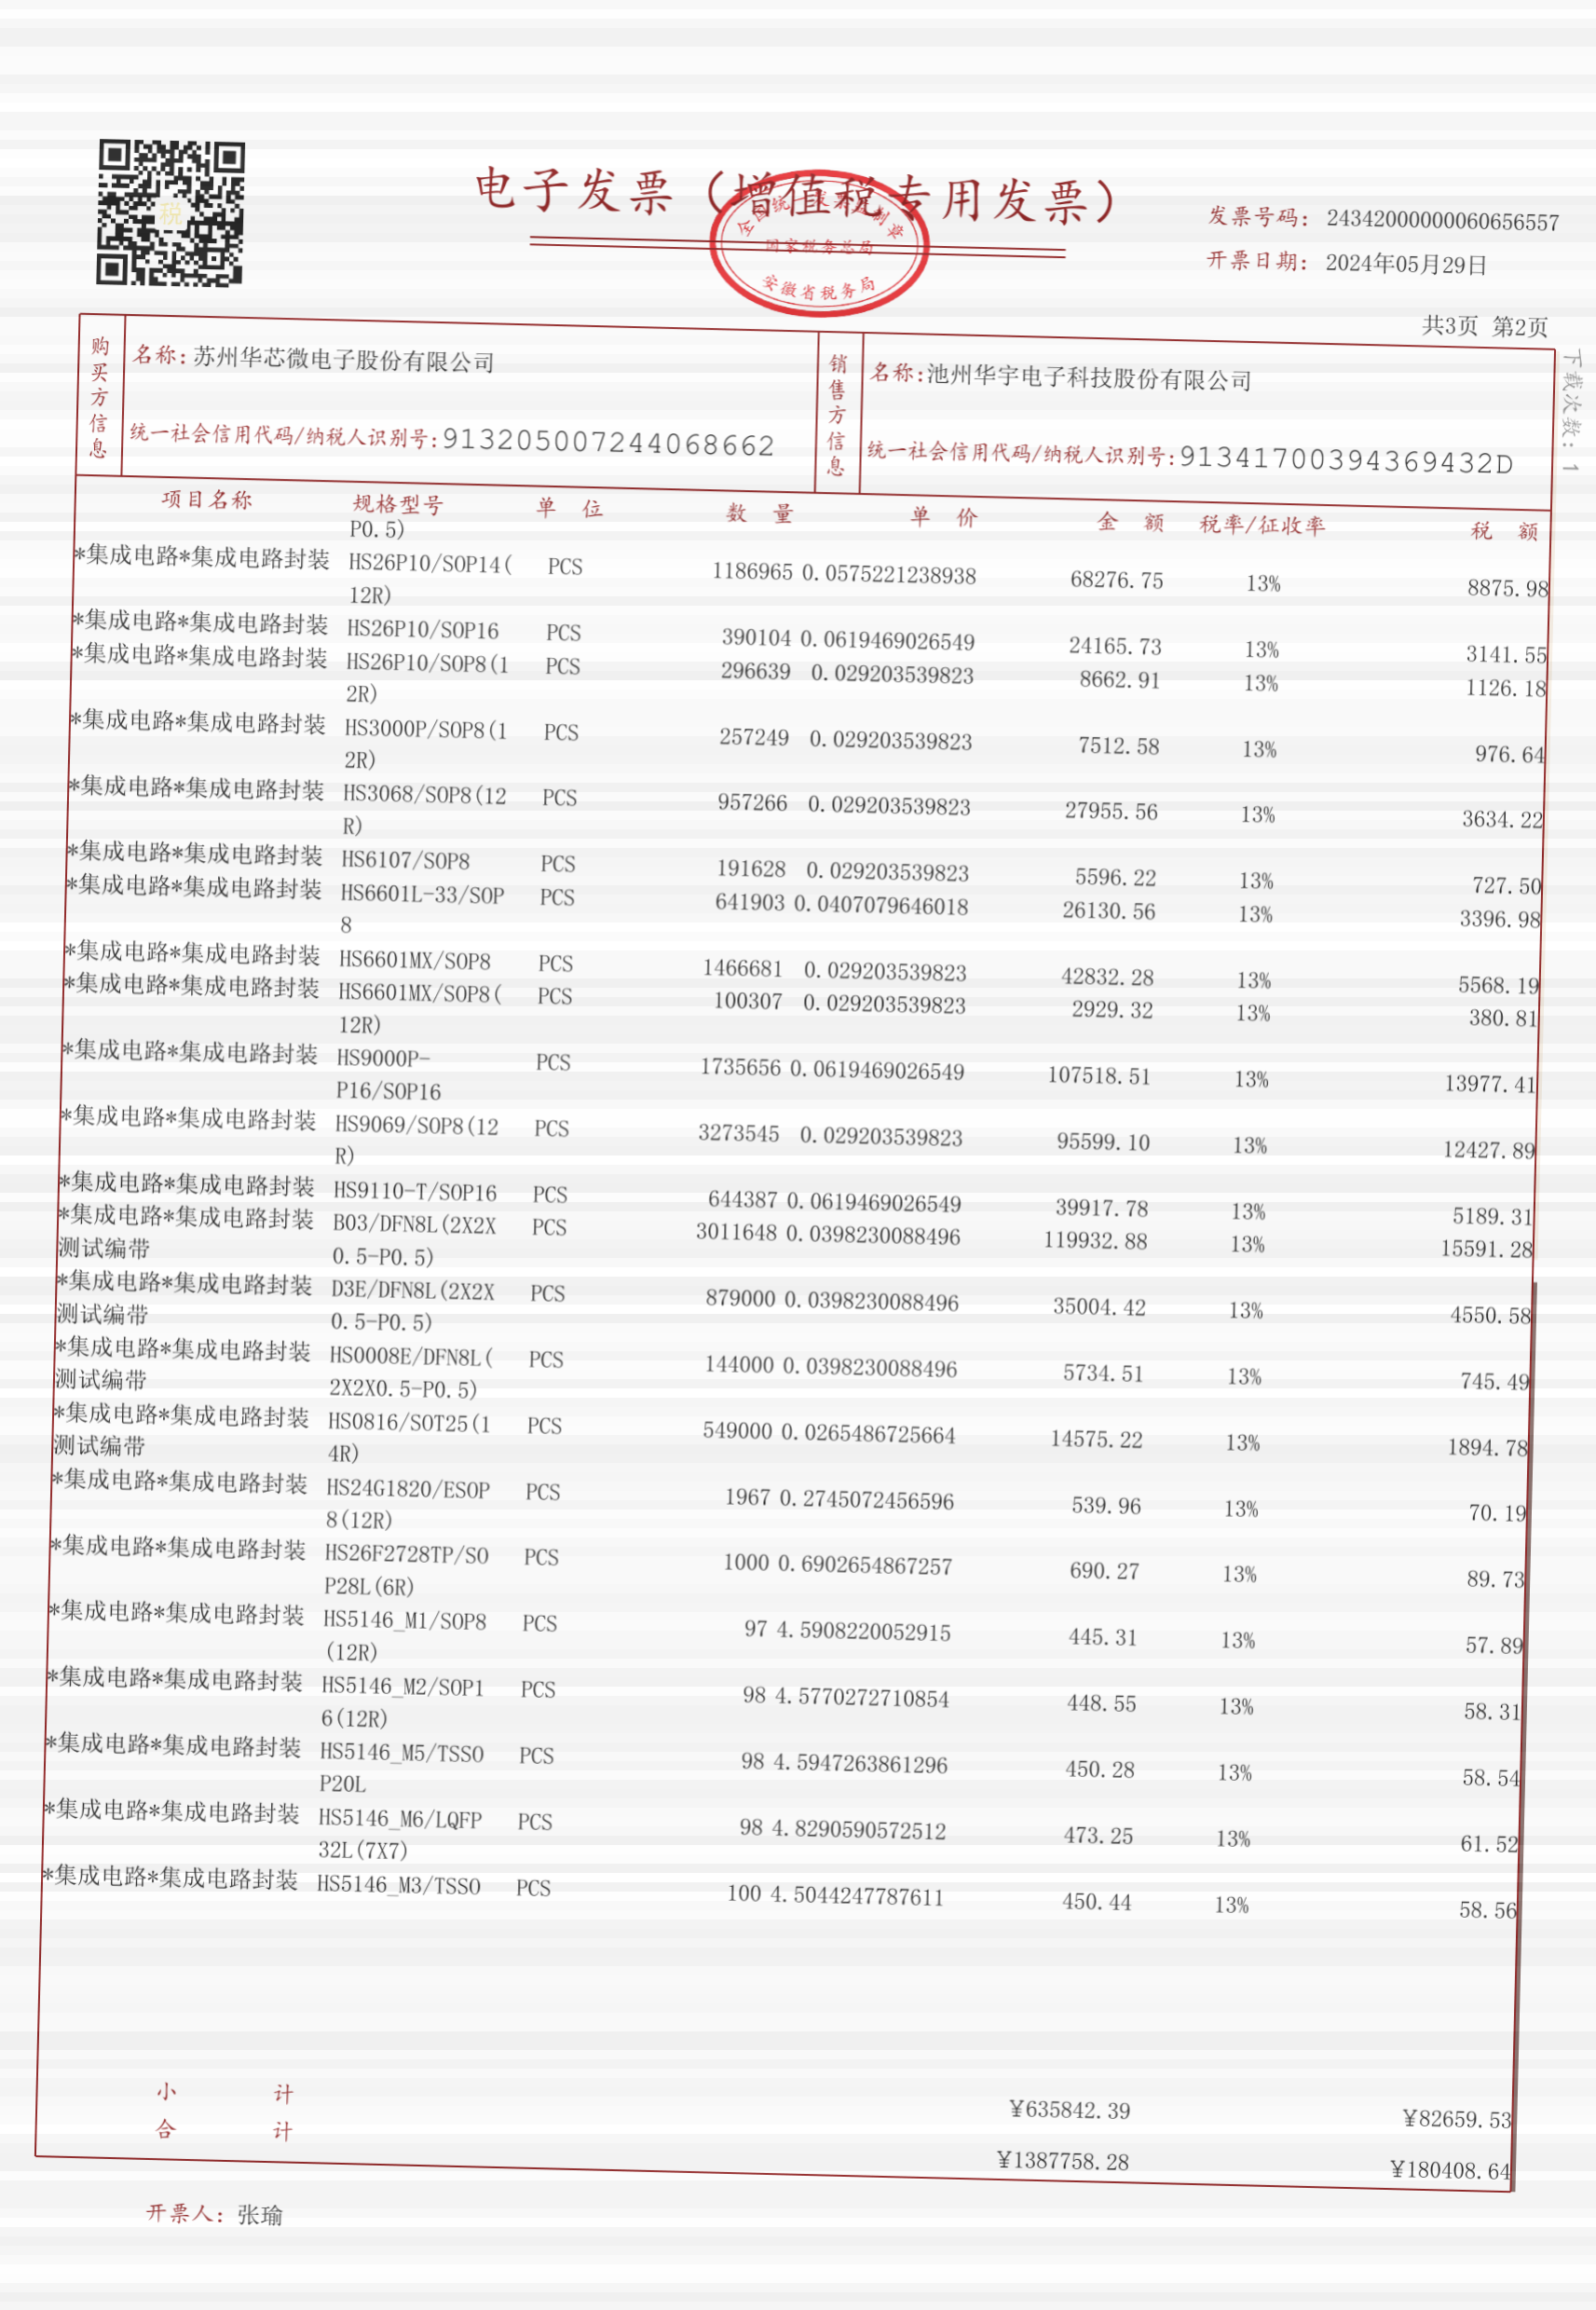 电子发票（增值税专用发票）
全国统一发票监制章
国家税务总局
安徽省税务局
税
发票号码： 24342000000060656557
开票日期： 2024年05月29日
共3页 第2页
下载次数：1
购买方信息
名称：苏州华芯微电子股份有限公司
统一社会信用代码/纳税人识别号：913205007244068662
销售方信息
名称：池州华宇电子科技股份有限公司
统一社会信用代码/纳税人识别号：91341700394369432D
项目名称 规格型号 单 位 数 量 单 价 金 额 税率/征收率 税 额
P0.5)
*集成电路*集成电路封装 HS26P10/SOP14( PCS 1186965 0.0575221238938 68276.75 13% 8875.98
12R)
*集成电路*集成电路封装 HS26P10/SOP16 PCS 390104 0.0619469026549 24165.73 13% 3141.55
*集成电路*集成电路封装 HS26P10/SOP8(1 PCS 296639 0.029203539823 8662.91 13% 1126.18
2R)
*集成电路*集成电路封装 HS3000P/SOP8(1 PCS 257249 0.029203539823 7512.58 13% 976.64
2R)
*集成电路*集成电路封装 HS3068/SOP8(12 PCS 957266 0.029203539823 27955.56 13% 3634.22
R)
*集成电路*集成电路封装 HS6107/SOP8 PCS 191628 0.029203539823 5596.22 13% 727.50
*集成电路*集成电路封装 HS6601L-33/SOP PCS 641903 0.0407079646018 26130.56 13% 3396.98
8
*集成电路*集成电路封装 HS6601MX/SOP8 PCS 1466681 0.029203539823 42832.28 13% 5568.19
*集成电路*集成电路封装 HS6601MX/SOP8( PCS 100307 0.029203539823 2929.32 13% 380.81
12R)
*集成电路*集成电路封装 HS9000P- PCS 1735656 0.0619469026549 107518.51 13% 13977.41
P16/SOP16
*集成电路*集成电路封装 HS9069/SOP8(12 PCS 3273545 0.029203539823 95599.10 13% 12427.89
R)
*集成电路*集成电路封装 HS9110-T/SOP16 PCS 644387 0.0619469026549 39917.78 13% 5189.31
*集成电路*集成电路封装 B03/DFN8L(2X2X PCS 3011648 0.0398230088496 119932.88 13% 15591.28
测试编带 0.5-P0.5)
*集成电路*集成电路封装 D3E/DFN8L(2X2X PCS 879000 0.0398230088496 35004.42 13% 4550.58
测试编带 0.5-P0.5)
*集成电路*集成电路封装 HS0008E/DFN8L( PCS 144000 0.0398230088496 5734.51 13% 745.49
测试编带 2X2X0.5-P0.5)
*集成电路*集成电路封装 HS0816/SOT25(1 PCS 549000 0.0265486725664 14575.22 13% 1894.78
测试编带 4R)
*集成电路*集成电路封装 HS24G1820/ESOP PCS 1967 0.2745072456596 539.96 13% 70.19
8(12R)
*集成电路*集成电路封装 HS26F2728TP/SO PCS 1000 0.6902654867257 690.27 13% 89.73
P28L(6R)
*集成电路*集成电路封装 HS5146_M1/SOP8 PCS 97 4.5908220052915 445.31 13% 57.89
(12R)
*集成电路*集成电路封装 HS5146_M2/SOP1 PCS 98 4.5770272710854 448.55 13% 58.31
6(12R)
*集成电路*集成电路封装 HS5146_M5/TSSO PCS 98 4.5947263861296 450.28 13% 58.54
P20L
*集成电路*集成电路封装 HS5146_M6/LQFP PCS 98 4.8290590572512 473.25 13% 61.52
32L(7X7)
*集成电路*集成电路封装 HS5146_M3/TSSO PCS 100 4.5044247787611 450.44 13% 58.56
小 计 ¥635842.39 ¥82659.53
合 计 ¥1387758.28 ¥180408.64
开票人：张瑜